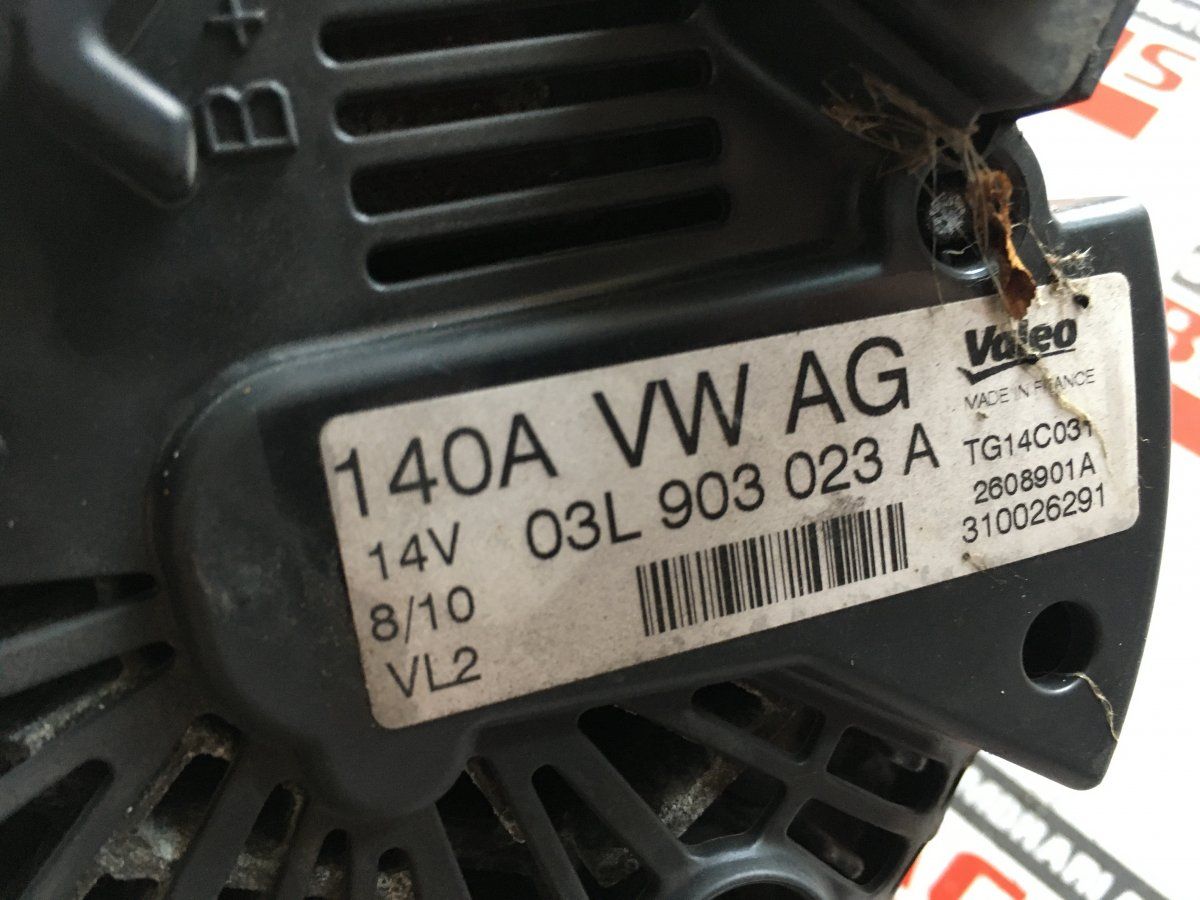 B+
140A VW AG
14V 03L 903 023 A
8/10
VL2
Valeo
MADE IN FRANCE
TG14C031
2608901A
310026291